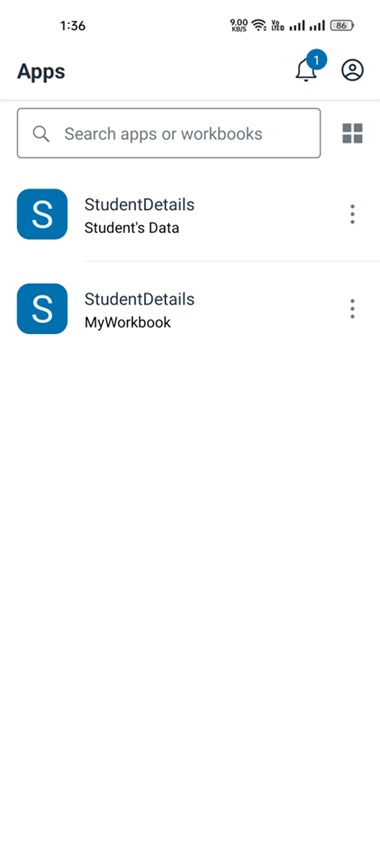 1:36
9.00 KB/S
Vo LTE
86
Apps
1
Search apps or workbooks
S
StudentDetails
Student's Data
S
StudentDetails
MyWorkbook